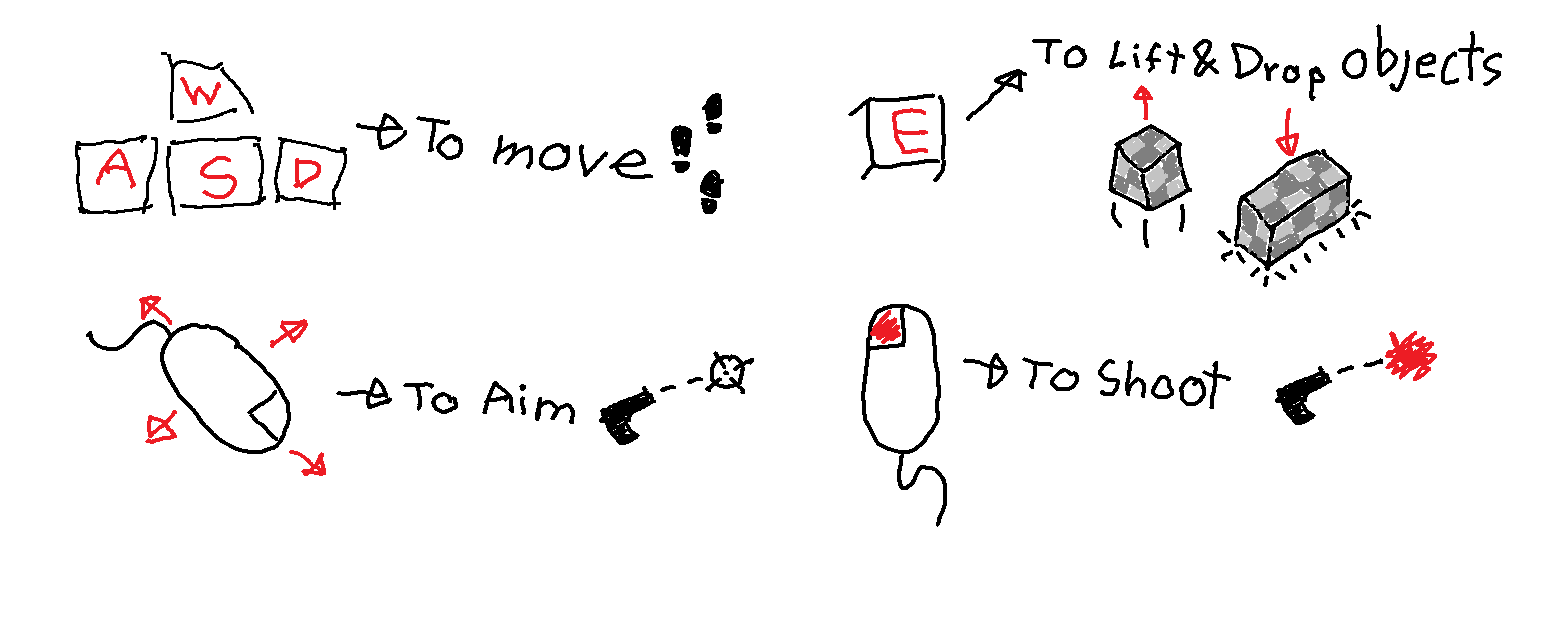 W
A S D To move
E To Lift & Drop objects
To Aim
To Shoot